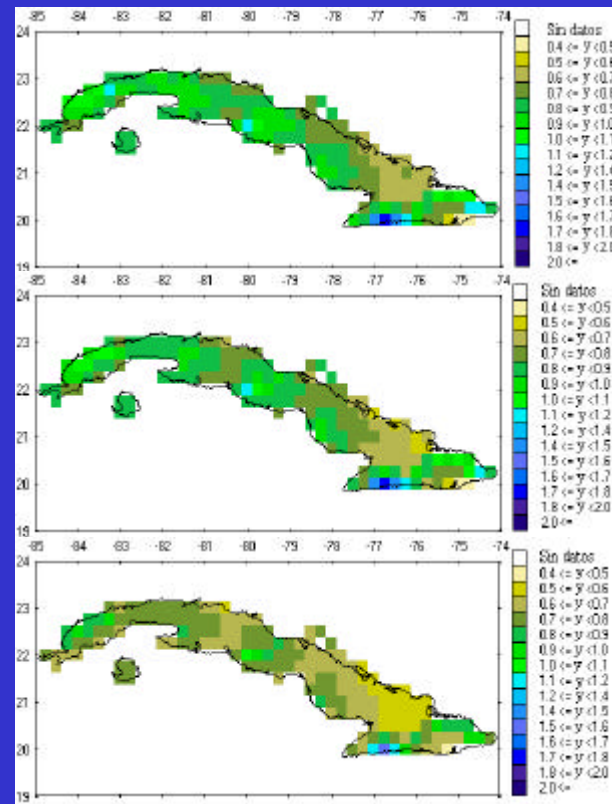 -85 -84 -83 -82 -81 -80 -79 -78 -77 -76 -75 -74
24
23
22
21
20
19
Sin datos
0.4 <= y <0.5
0.5 <= y <0.6
0.6 <= y <0.7
0.7 <= y <0.8
0.8 <= y <0.9
0.9 <= y <1.0
1.0 <= y <1.1
1.1 <= y <1.2
1.2 <= y <1.4
1.4 <= y <1.5
1.5 <= y <1.6
1.6 <= y <1.7
1.7 <= y <1.8
1.8 <= y <2.0
2.0 <=
-85 -84 -83 -82 -81 -80 -79 -78 -77 -76 -75 -74
24
23
22
21
20
19
Sin datos
0.4 <= y <0.5
0.5 <= y <0.6
0.6 <= y <0.7
0.7 <= y <0.8
0.8 <= y <0.9
0.9 <= y <1.0
1.0 <= y <1.1
1.1 <= y <1.2
1.2 <= y <1.4
1.4 <= y <1.5
1.5 <= y <1.6
1.6 <= y <1.7
1.7 <= y <1.8
1.8 <= y <2.0
2.0 <=
-85 -84 -83 -82 -81 -80 -79 -78 -77 -76 -75 -74
24
23
22
21
20
19
Sin datos
0.4 <= y <0.5
0.5 <= y <0.6
0.6 <= y <0.7
0.7 <= y <0.8
0.8 <= y <0.9
0.9 <= y <1.0
1.0 <= y <1.1
1.1 <= y <1.2
1.2 <= y <1.4
1.4 <= y <1.5
1.5 <= y <1.6
1.6 <= y <1.7
1.7 <= y <1.8
1.8 <= y <2.0
2.0 <=